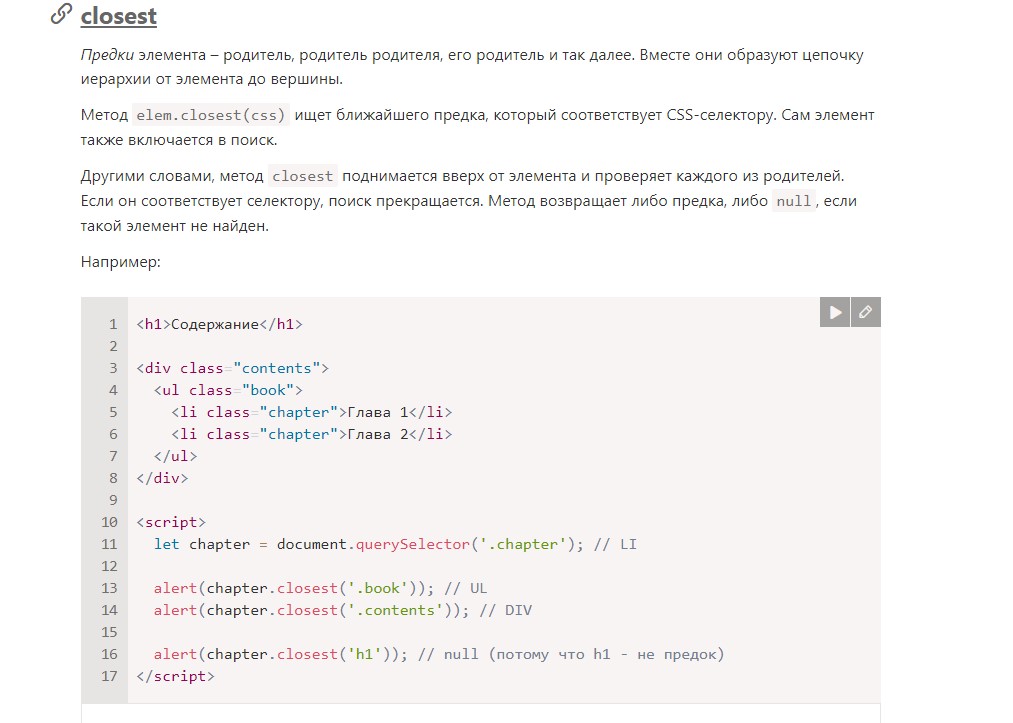 closest
Предки элемента – родитель, родитель родителя, его родитель и так далее. Вместе они образуют цепочку
иерархии от элемента до вершины.
Метод elem.closest(css) ищет ближайшего предка, который соответствует CSS-селектору. Сам элемент
также включается в поиск.
Другими словами, метод closest поднимается вверх от элемента и проверяет каждого из родителей.
Если он соответствует селектору, поиск прекращается. Метод возвращает либо предка, либо null, если
такой элемент не найден.
Например:
1 <h1>Содержание</h1>
2
3 <div class="contents">
4   <ul class="book">
5     <li class="chapter">Глава 1</li>
6     <li class="chapter">Глава 2</li>
7   </ul>
8 </div>
9
10 <script>
11   let chapter = document.querySelector('.chapter'); // LI
12
13   alert(chapter.closest('.book')); // UL
14   alert(chapter.closest('.contents')); // DIV
15
16   alert(chapter.closest('h1')); // null (потому что h1 - не предок)
17 </script>